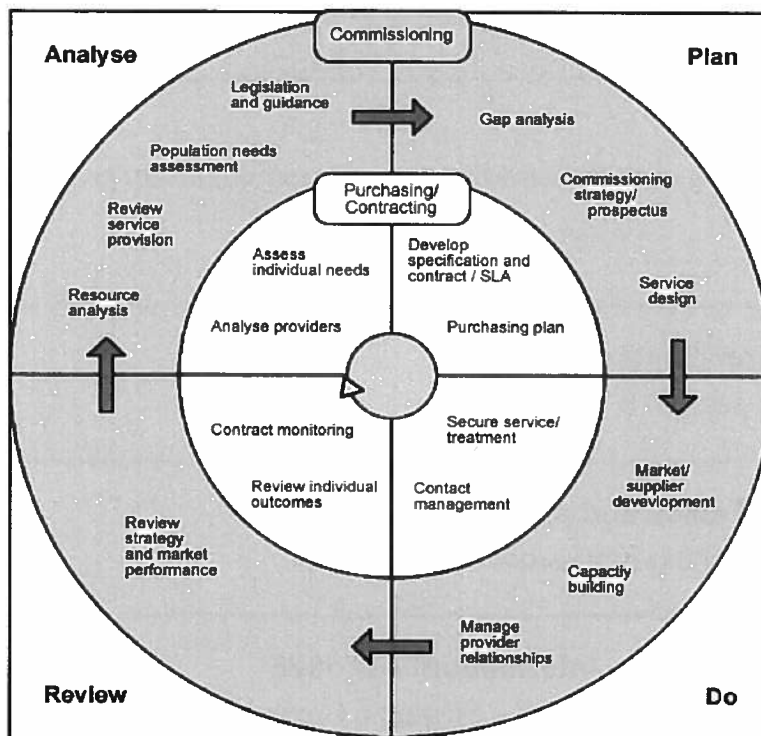 Commissioning
Analyse
Plan
Legislation
and guidance
Gap analysis
Population needs
assessment
Commissioning
strategy/
prospectus
Purchasing/
Contracting
Review
service
provision
Assess
individual needs
Develop
specification and
contract / SLA
Resource
analysis
Service
design
Analyse providers
Purchasing plan
Contract monitoring
Secure service/
treatment
Review individual
outcomes
Contact
management
Market/
supplier
devevlopment
Review
strategy
and market
performance
Capactiy
building
Manage
provider
relationships
Review
Do